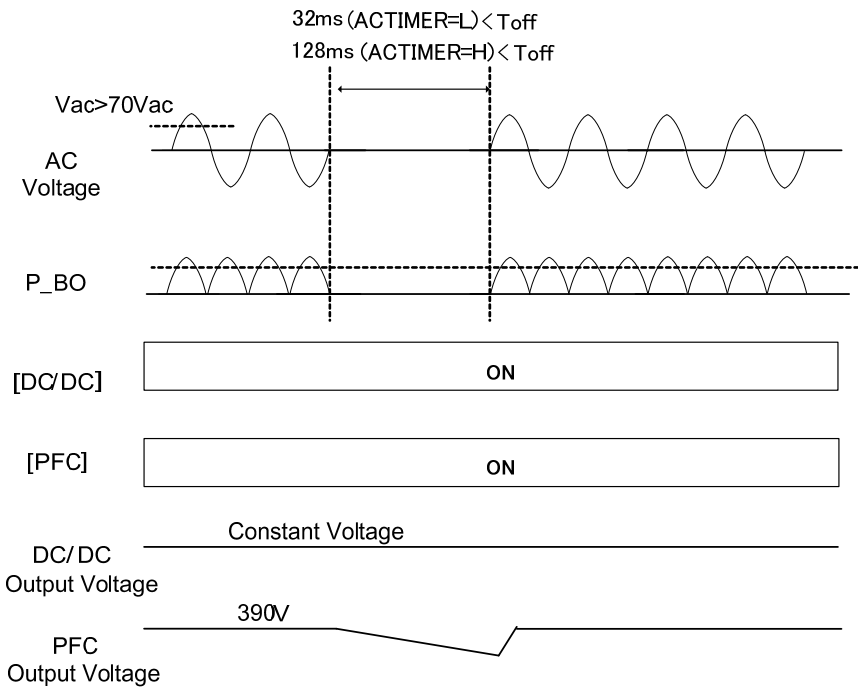 32ms (ACTIMER=L)<Toff
128ms (ACTIMER=H)<Toff
Vac>70Vac
AC
Voltage
P_BO
[DC/DC]
ON
[PFC]
ON
Constant Voltage
DC/DC
Output Voltage
390V
PFC
Output Voltage